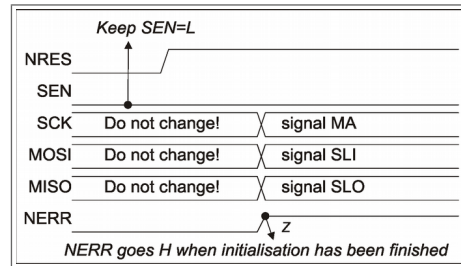 Keep SEN=L
NRES
SEN
SCK Do not change! signal MA
MOSI Do not change! signal SLI
MISO Do not change! signal SLO
NERR
Z
NERR goes H when initialisation has been finished